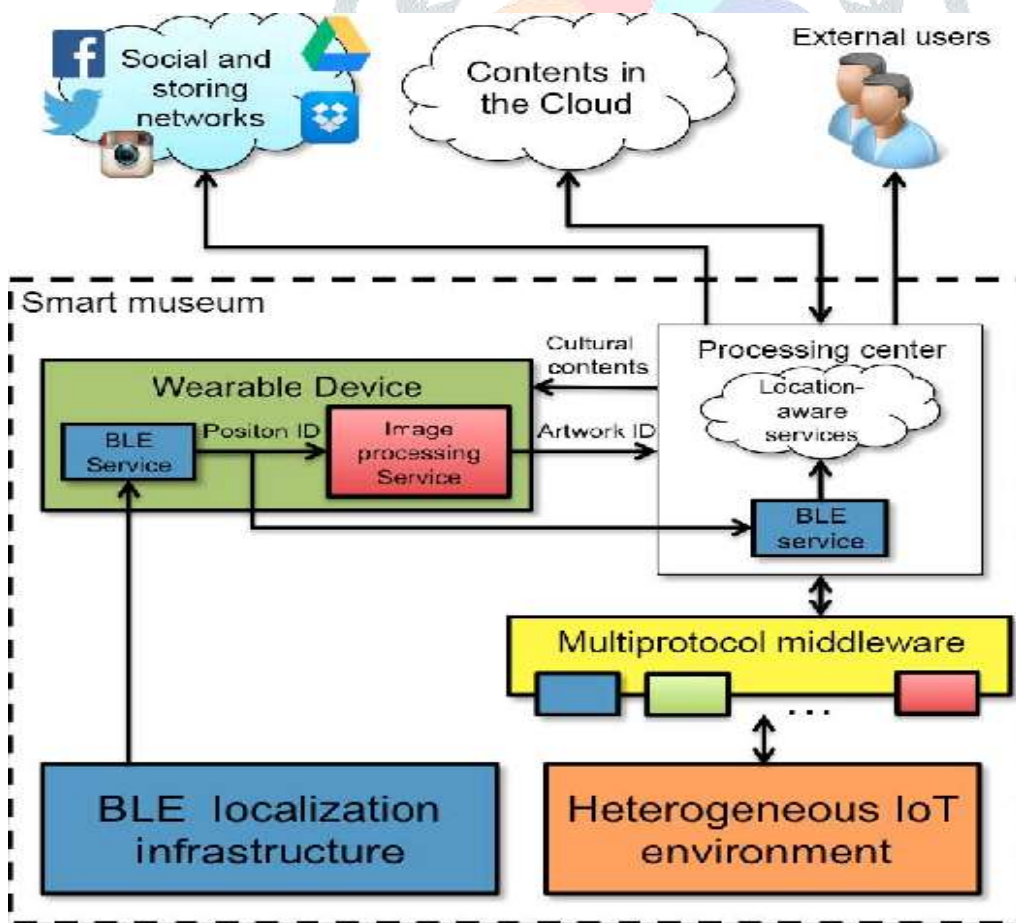 Social and
storing
networks
Contents in
the Cloud
External users
Smart museum
Wearable Device
BLE
Service
Positon ID
Image
processing
Service
Cultural
contents
Artwork ID
Processing center
Location-
aware
services
BLE
service
Multiprotocol middleware
...
BLE localization
infrastructure
Heterogeneous IoT
environment